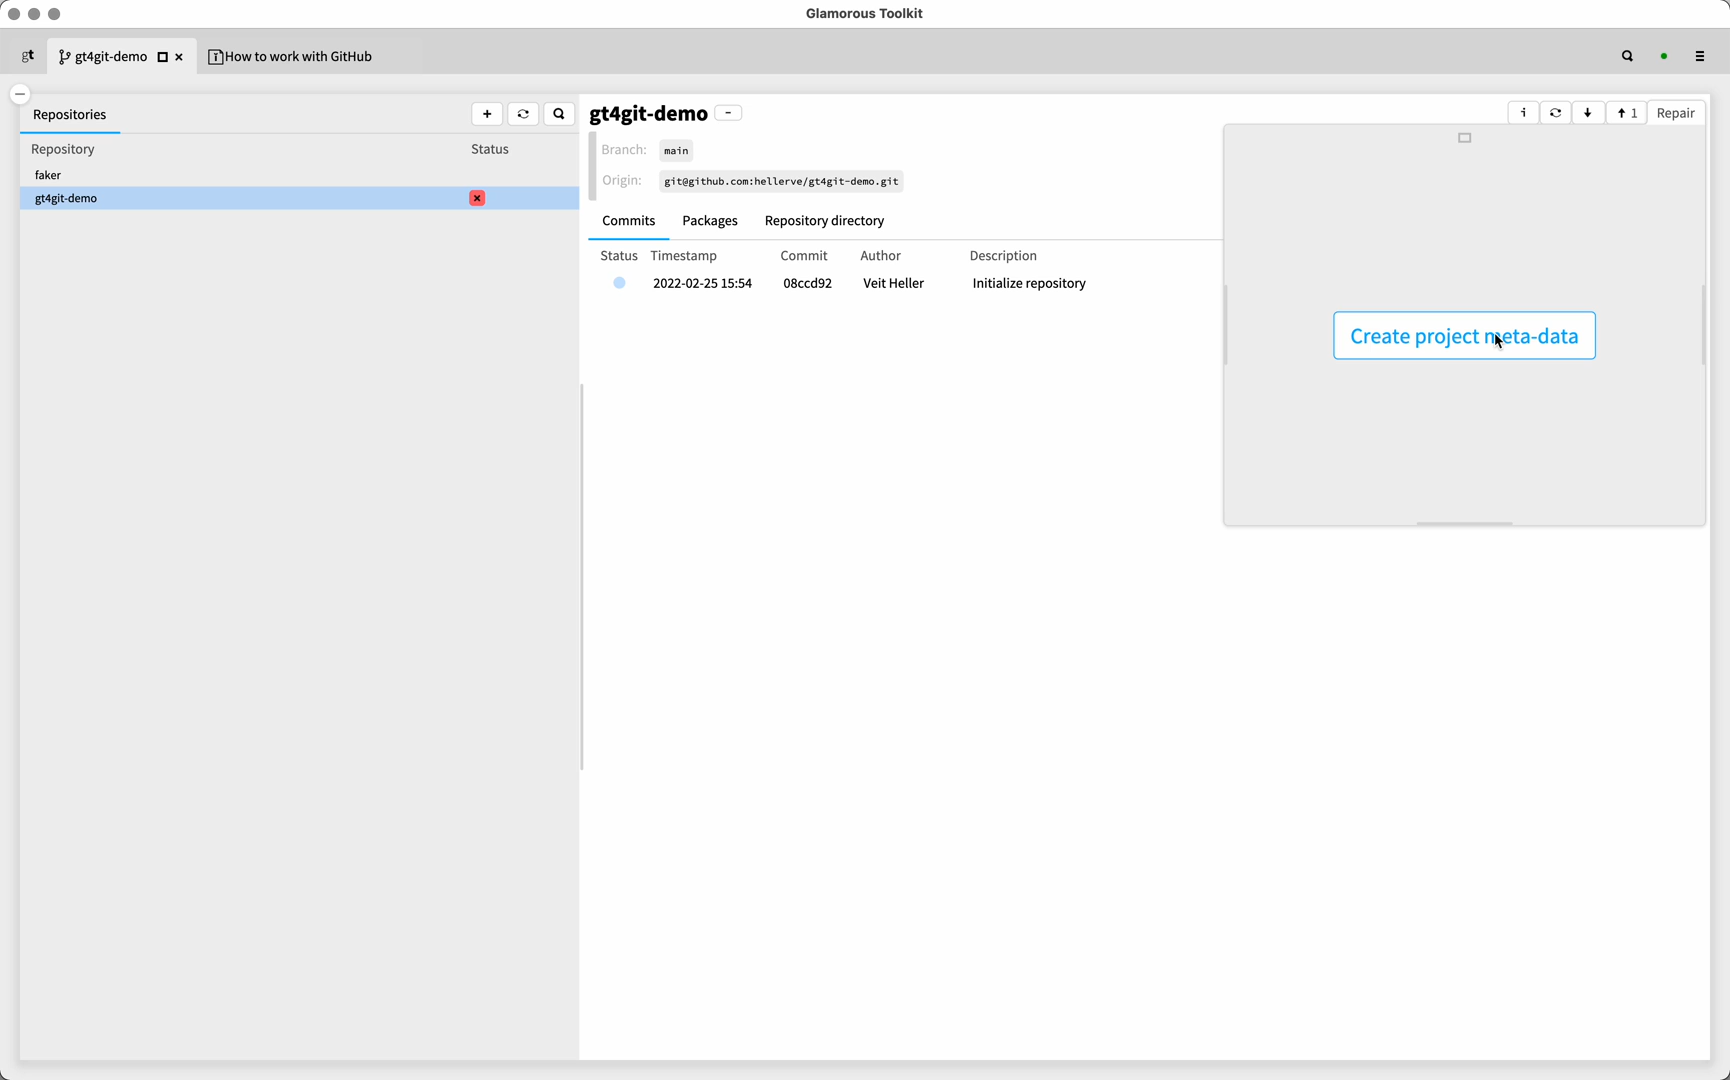 Glamorous Toolkit
gt gt4git-demo How to work with GitHub
Repositories
Repository Status
faker
gt4git-demo
gt4git-demo
i 1 Repair
Branch: main
Origin: git@github.com:hellerve/gt4git-demo.git
Commits Packages Repository directory
Status Timestamp Commit Author Description
2022-02-25 15:54 08ccd92 Veit Heller Initialize repository
Create project meta-data